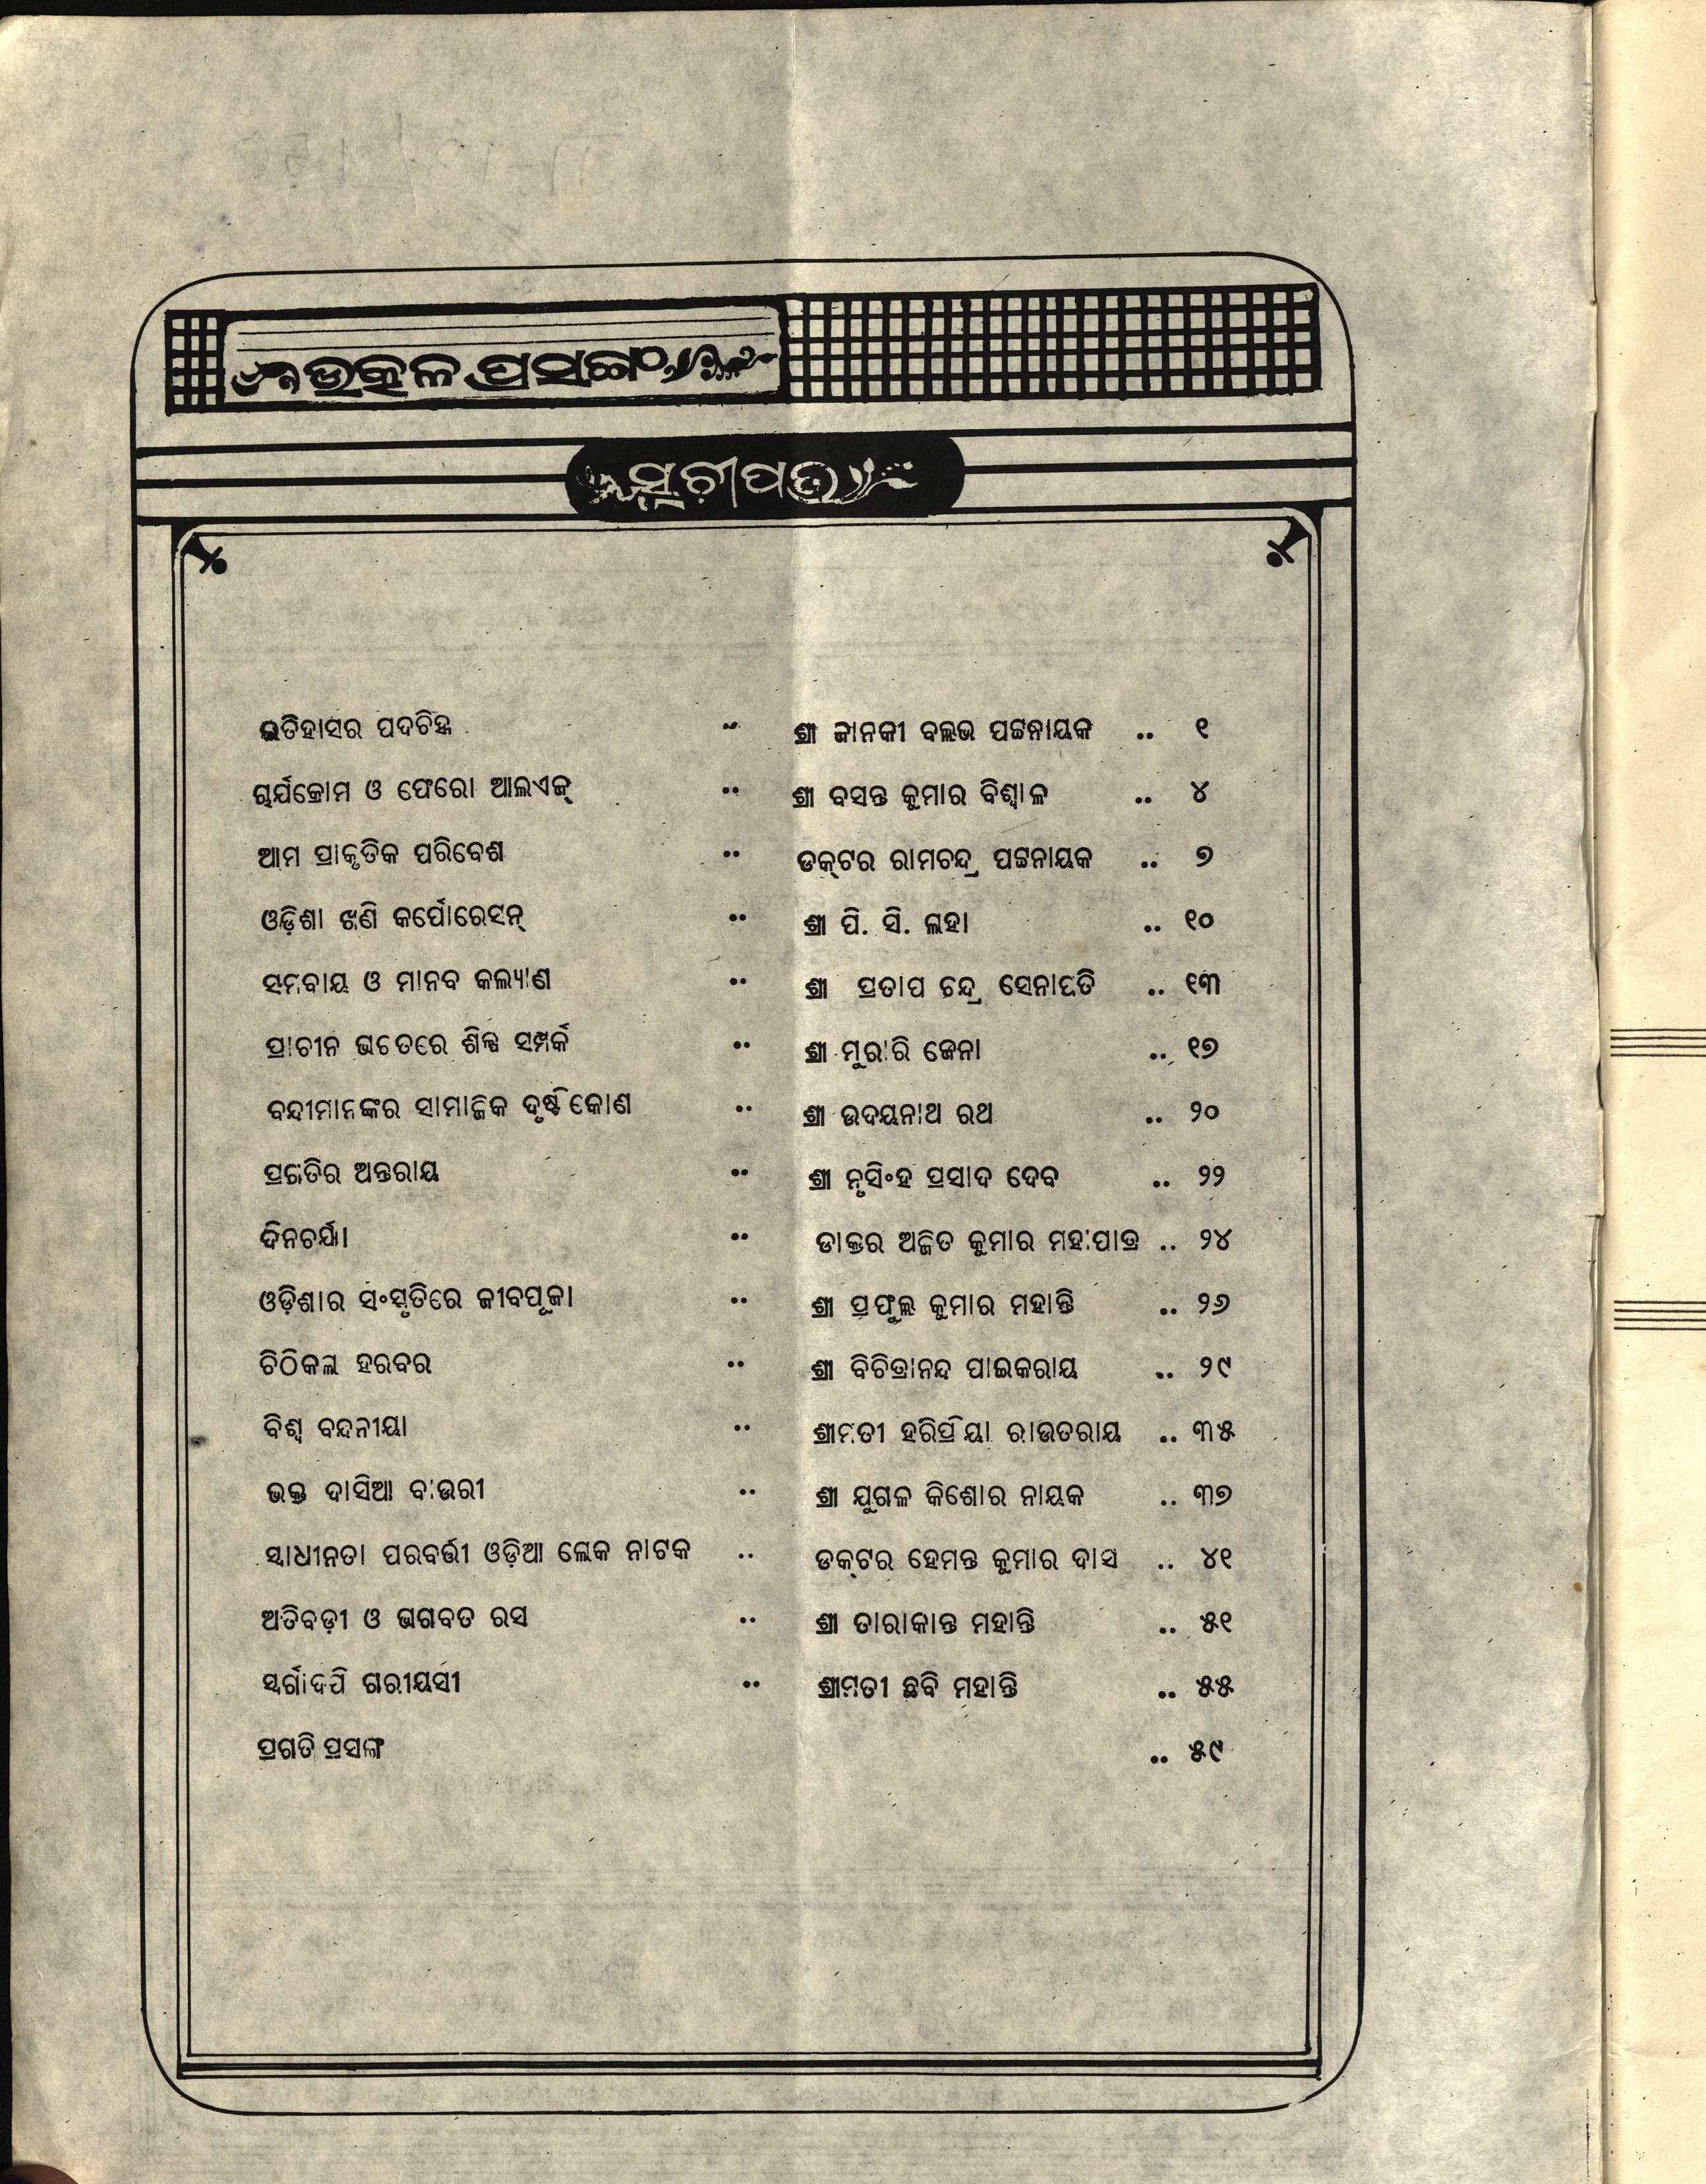 ଉତ୍କଳ ପ୍ରସଙ୍ଗ
ସୂଚୀପତ୍ର
ଇତିହାସର ପଦଚିହ୍ନ .. ଶ୍ରୀ ଜାନକୀ ବଲ୍ଲଭ ପଟ୍ଟନାୟକ .. ୧
ଓ ଫେରୋ ଆଲଏଜ୍ .. ଶ୍ରୀ ବସନ୍ତ କୁମାର ବିଶ୍ୱାଳ .. ୪
ଆମ ପ୍ରାକୃତିକ ପରିବେଶ .. ଡକ୍ଟର ରାମଚନ୍ଦ୍ର ପଟ୍ଟନାୟକ .. ୭
ଓଡ଼ିଶା ଖଣି କର୍ପୋରେସନ୍ .. ଶ୍ରୀ ପି. ସି. ଲହା .. ୧୦
ସମବାୟ ଓ ମାନବ କଲ୍ୟାଣ .. ଶ୍ରୀ ପ୍ରତାପ ଚନ୍ଦ୍ର ସେନାପତି .. ୧୩
ପ୍ରାଚୀନ ଭାରତରେ ଶିଳ୍ପ ସମ୍ପର୍କ .. ଶ୍ରୀ ମୁରାରି ଜେନା .. ୧୭
ବନ୍ଦୀମାନଙ୍କର ସାମାଜିକ ଦୃଷ୍ଟିକୋଣ .. ଶ୍ରୀ ଉଦୟନାଥ ରଥ .. ୨୦
ପ୍ରଗତିର ଅନ୍ତରାୟ .. ଶ୍ରୀ ନୃସିଂହ ପ୍ରସାଦ ଦେବ .. ୨୨
ଦିନଚର୍ଯ୍ୟା .. ଡାକ୍ତର ଅଜିତ କୁମାର ମହାପାତ୍ର .. ୨୪
ଓଡ଼ିଶାର ସଂସ୍କୃତିରେ ଜୀବପୂଜା .. ଶ୍ରୀ ପ୍ରଫୁଲ୍ଲ କୁମାର ମହାନ୍ତି .. ୨୬
ଚିଠିକଲ ହରବର .. ଶ୍ରୀ ବିଚିତ୍ରାନନ୍ଦ ପାଇକରାୟ .. ୨୯
ବିଶ୍ୱ ବନ୍ଦନୀୟା .. ଶ୍ରୀମତୀ ହରିପ୍ରିୟା ରାଉତରାୟ .. ୩୫
ଭକ୍ତ ଦାସିଆ ବାଉରୀ .. ଶ୍ରୀ ଯୁଗଳ କିଶୋର ନାୟକ .. ୩୭
ସ୍ୱାଧୀନତା ପରବର୍ତ୍ତୀ ଓଡ଼ିଆ ଲେକ ନାଟକ .. ଡକ୍ଟର ହେମନ୍ତ କୁମାର ଦାସ .. ୪୧
ଅତିବଡ଼ୀ ଓ ଭାଗବତ ରସ .. ଶ୍ରୀ ତାରାକାନ୍ତ ମହାନ୍ତି .. ୫୧
ସ୍ୱର୍ଗାଦପି ଗରୀୟସୀ .. ଶ୍ରୀମତୀ ଛବି ମହାନ୍ତି .. ୫୫
ପ୍ରଗତି ପ୍ରସଙ୍ଗ .. ୫୯